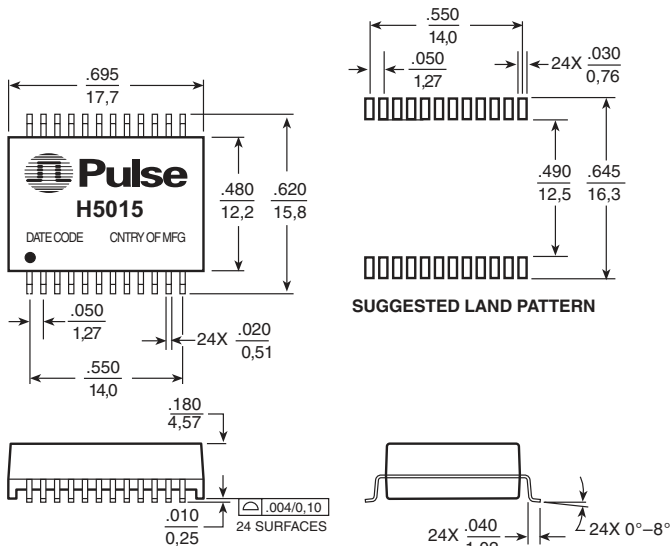 .695
17,7
Pulse
H5015
DATE CODE CNTRY OF MFG
.480
12,2
.620
15,8
.050
1,27
24X .020
0,51
.550
14,0
.550
14,0
.050
1,27
24X .030
0,76
.490
12,5
.645
16,3
SUGGESTED LAND PATTERN
.180
4,57
.010
0,25
.004/0,10
24 SURFACES
24X .040
24X 0°–8°